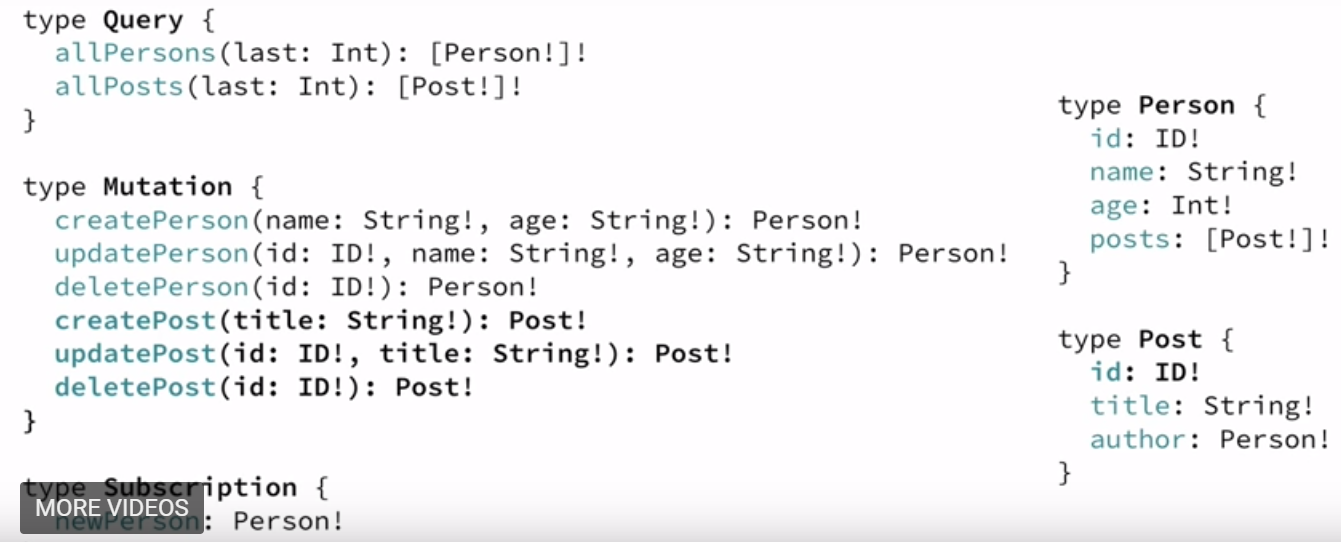 type Query {
allPersons(last: Int): [Person!]!
allPosts(last: Int): [Post!]!
}
type Mutation {
createPerson(name: String!, age: String!): Person!
updatePerson(id: ID!, name: String!, age: String!): Person!
deletePerson(id: ID!): Person!
createPost(title: String!): Post!
updatePost(id: ID!, title: String!): Post!
deletePost(id: ID!): Post!
}
type Subscription {
newPerson: Person!
MORE VIDEOS
type Person {
id: ID!
name: String!
age: Int!
posts: [Post!]!
}
type Post {
id: ID!
title: String!
author: Person!
}